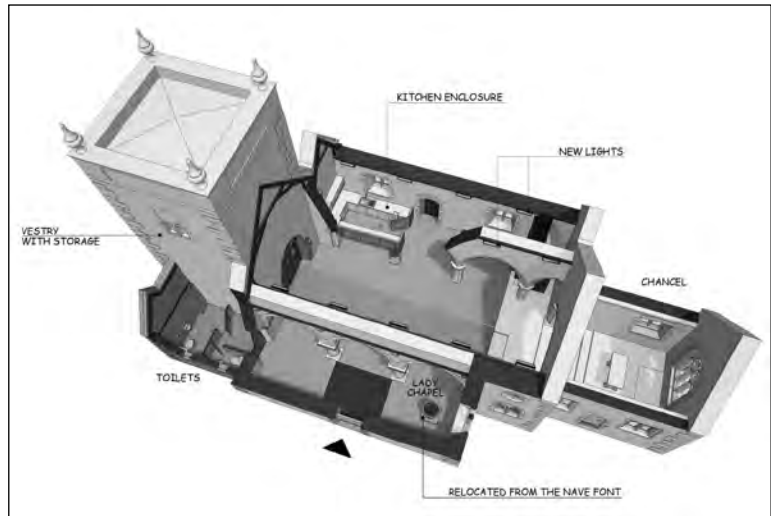 KITCHEN ENCLOSURE
NEW LIGHTS
VESTRY
WITH STORAGE
CHANCEL
TOILETS
LADY
CHAPEL
RELOCATED FROM THE NAVE FONT